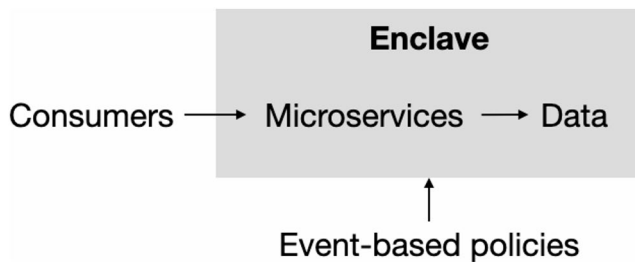 Enclave
Consumers
Microservices
Data
Event-based policies